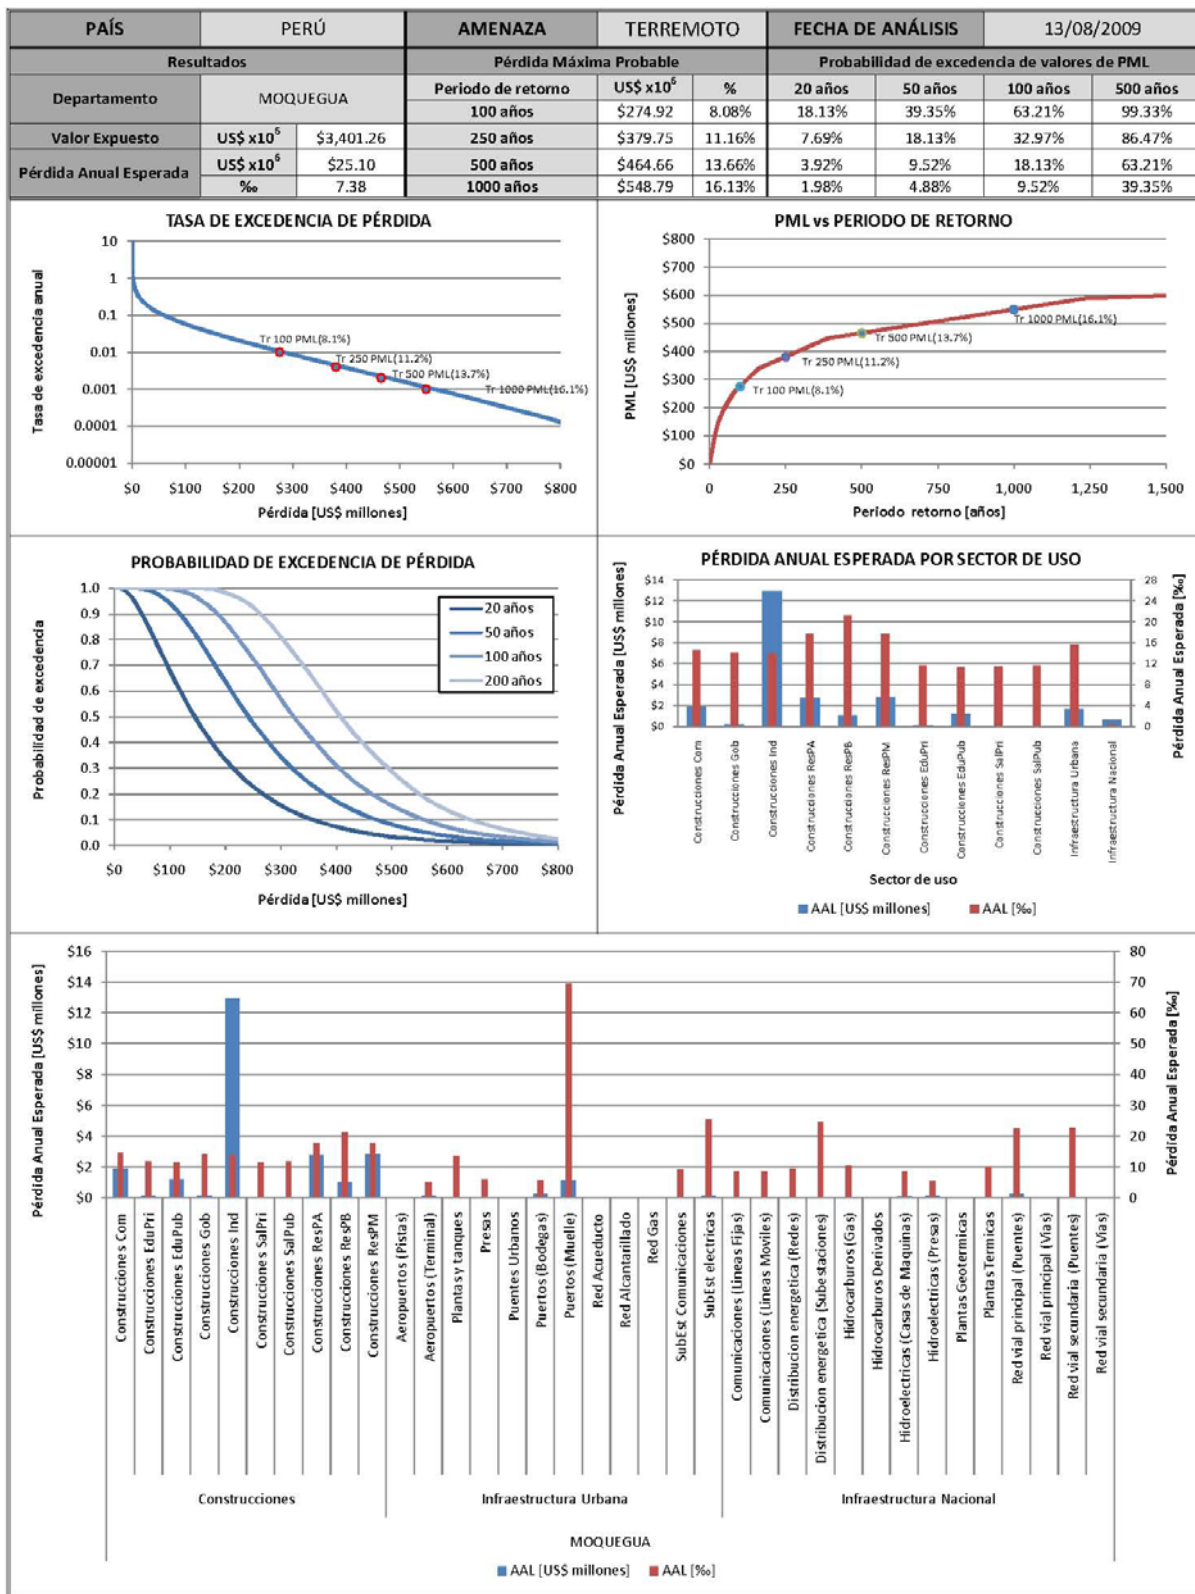 PAÍS PERÚ AMENAZA TERREMOTO FECHA DE ANÁLISIS 13/08/2009
Resultados Pérdida Máxima Probable Probabilidad de excedencia de valores de PML
Departamento MOQUEGUA Periodo de retorno US$ x10⁶ % 20 años 50 años 100 años 500 años
100 años $274.92 8.08% 18.13% 39.35% 63.21% 99.33%
Valor Expuesto US$ x10⁶ $3,401.26 250 años $379.75 11.16% 7.69% 18.13% 32.97% 86.47%
Pérdida Anual Esperada US$ x10⁶ $25.10 500 años $464.66 13.66% 3.92% 9.52% 18.13% 63.21%
‰ 7.38 1000 años $548.79 16.13% 1.98% 4.88% 9.52% 39.35%
TASA DE EXCEDENCIA DE PÉRDIDA
Tasa de excedencia anual
10
1
0.1
0.01
0.001
0.0001
0.00001
Tr 100 PML(8.1%)
Tr 250 PML(11.2%)
Tr 500 PML(13.7%)
Tr 1000 PML(16.1%)
$0 $100 $200 $300 $400 $500 $600 $700 $800
Pérdida [US$ millones]
PML vs PERIODO DE RETORNO
PML [US$ millones]
$800
$700
$600
$500
$400
$300
$200
$100
$0
Tr 1000 PML(16.1%)
Tr 500 PML(13.7%)
Tr 250 PML(11.2%)
Tr 100 PML(8.1%)
0 250 500 750 1,000 1,250 1,500
Periodo retorno [años]
PROBABILIDAD DE EXCEDENCIA DE PÉRDIDA
Probabilidad de excedencia
1.0
0.9
0.8
0.7
0.6
0.5
0.4
0.3
0.2
0.1
0.0
20 años
50 años
100 años
200 años
$0 $100 $200 $300 $400 $500 $600 $700 $800
Pérdida [US$ millones]
PÉRDIDA ANUAL ESPERADA POR SECTOR DE USO
Pérdida Anual Esperada [US$ millones]
$14
$12
$10
$8
$6
$4
$2
$0
28
24
20
16
12
8
4
0
Pérdida Anual Esperada [‰]
Construcciones Com
Construcciones Gob
Construcciones Ind
Construcciones ResPA
Construcciones ResPB
Construcciones ResPM
Construcciones EduPri
Construcciones EduPub
Construcciones SalPri
Construcciones SalPub
Infraestructura Urbana
Infraestructura Nacional
Sector de uso
AAL [US$ millones] AAL [‰]
Pérdida Anual Esperada [US$ millones]
$16
$14
$12
$10
$8
$6
$4
$2
$0
80
70
60
50
40
30
20
10
0
Pérdida Anual Esperada [‰]
Construcciones Com
Construcciones EduPri
Construcciones EduPub
Construcciones Gob
Construcciones Ind
Construcciones SalPri
Construcciones SalPub
Construcciones ResPA
Construcciones ResPB
Construcciones ResPM
Aeropuertos (Pistas)
Aeropuertos (Terminal)
Plantas y tanques
Presas
Puentes Urbanos
Puertos (Bodegas)
Puertos (Muelle)
Red Acueducto
Red Alcantarillado
Red Gas
SubEst Comunicaciones
SubEst electricas
Comunicaciones (Lineas Fijas)
Comunicaciones (Lineas Moviles)
Distribucion energetica (Redes)
Distribucion energetica (Subestaciones)
Hidrocarburos (Gas)
Hidrocarburos Derivados
Hidroelectricas (Casas de Maquinas)
Hidroelectricas (Presas)
Plantas Geotermicas
Plantas Termicas
Red vial principal (Puentes)
Red vial principal (Vias)
Red vial secundaria (Puentes)
Red vial secundaria (Vias)
Construcciones Infraestructura Urbana Infraestructura Nacional
MOQUEGUA
AAL [US$ millones] AAL [‰]